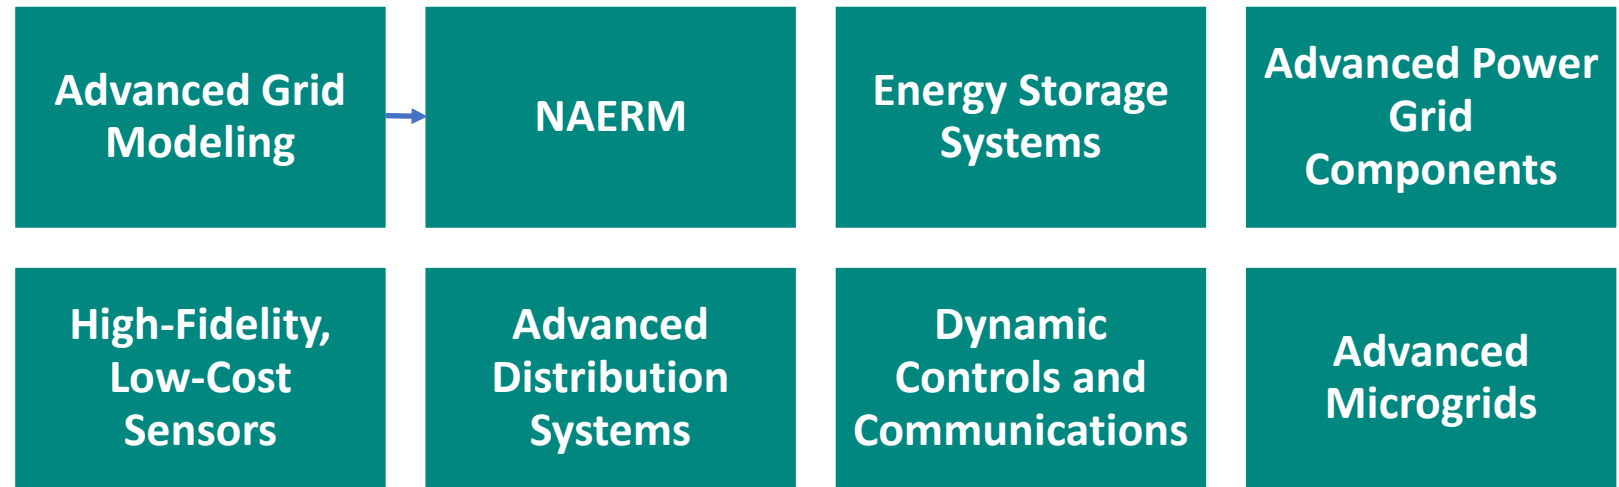 Advanced Grid
Modeling
NAERM
Energy Storage
Systems
Advanced Power
Grid
Components
High-Fidelity,
Low-Cost
Sensors
Advanced
Distribution
Systems
Dynamic
Controls and
Communications
Advanced
Microgrids